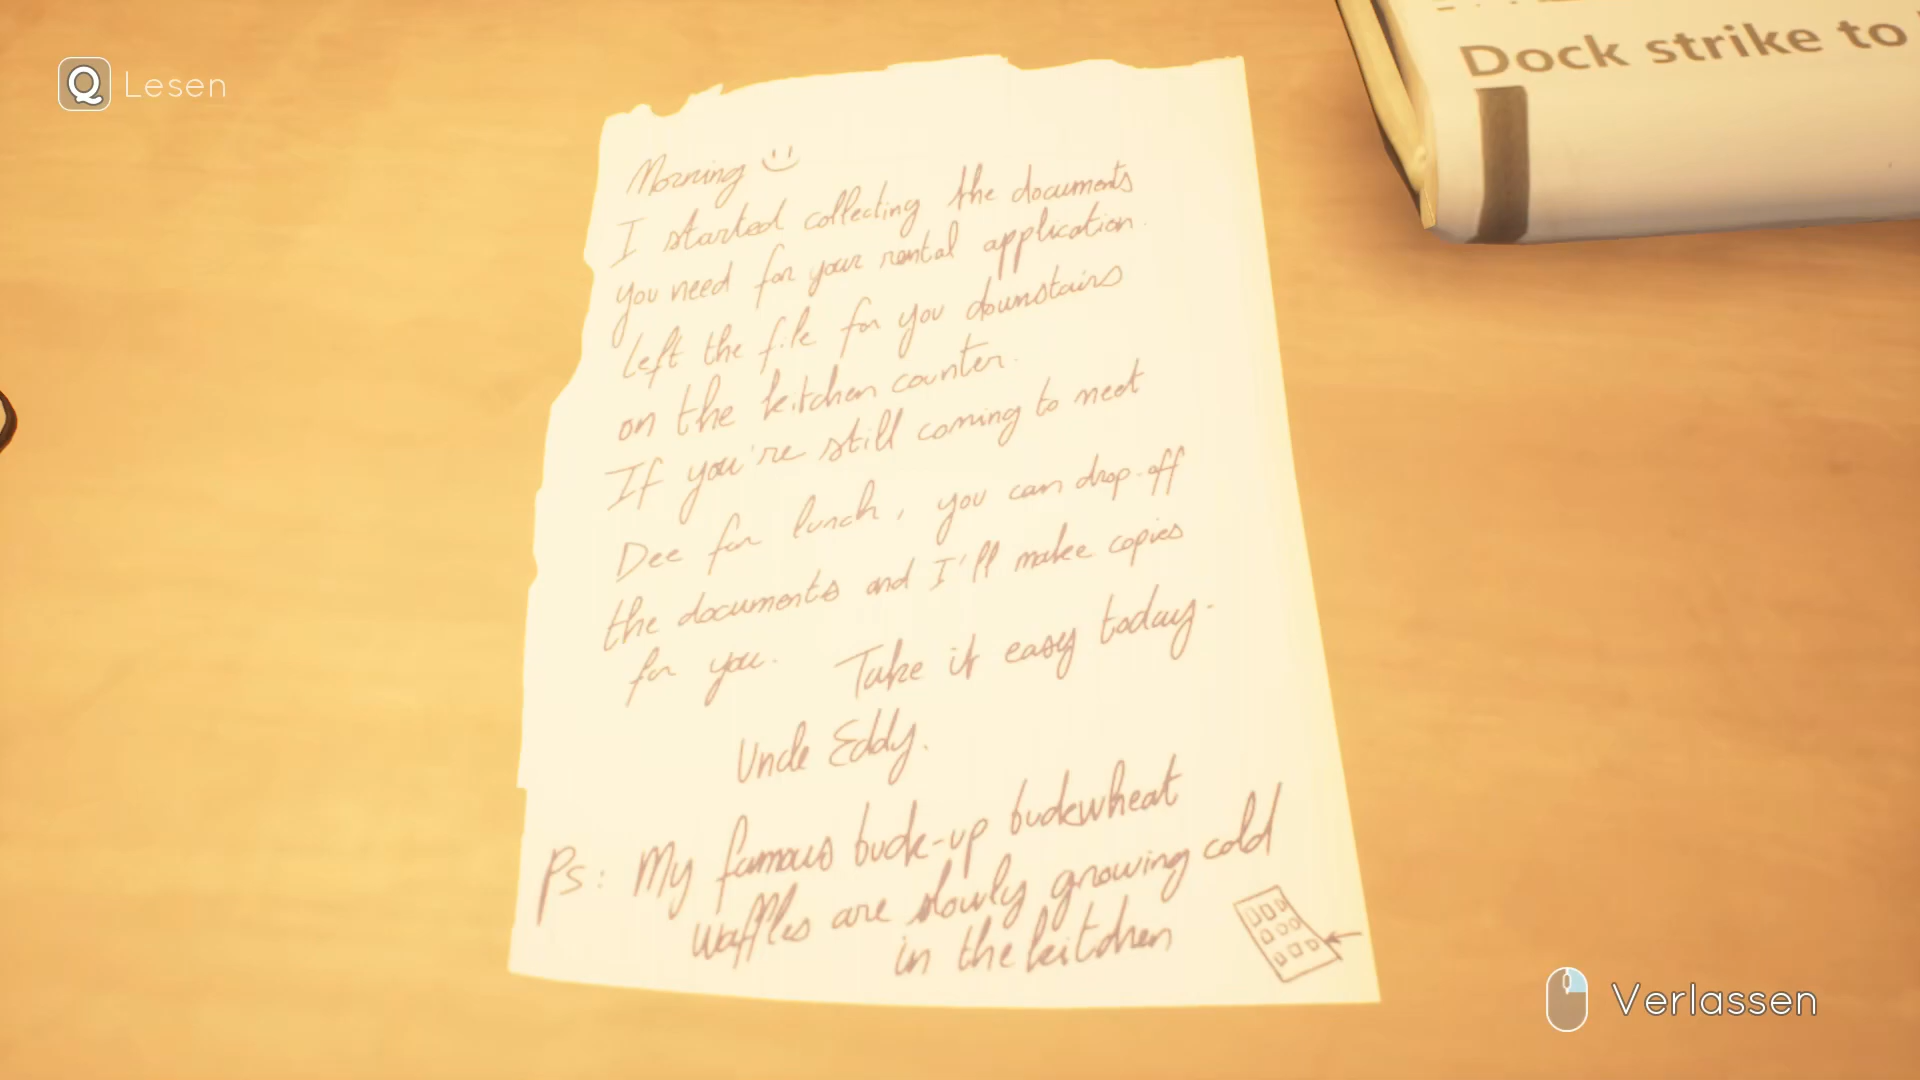 Q Lesen
Dock strike to
Morning
I started collecting the documents
you need for your rental application.
Left the file for you downstairs
on the kitchen counter.
If you're still coming to meet
Dee for lunch, you can drop-off
the documents and I'll make copies
for you. Take it easy today.
Uncle Eddy.
Ps: My famous buck-up buckwheat
waffles are slowly growing cold
in the kitchen
Verlassen